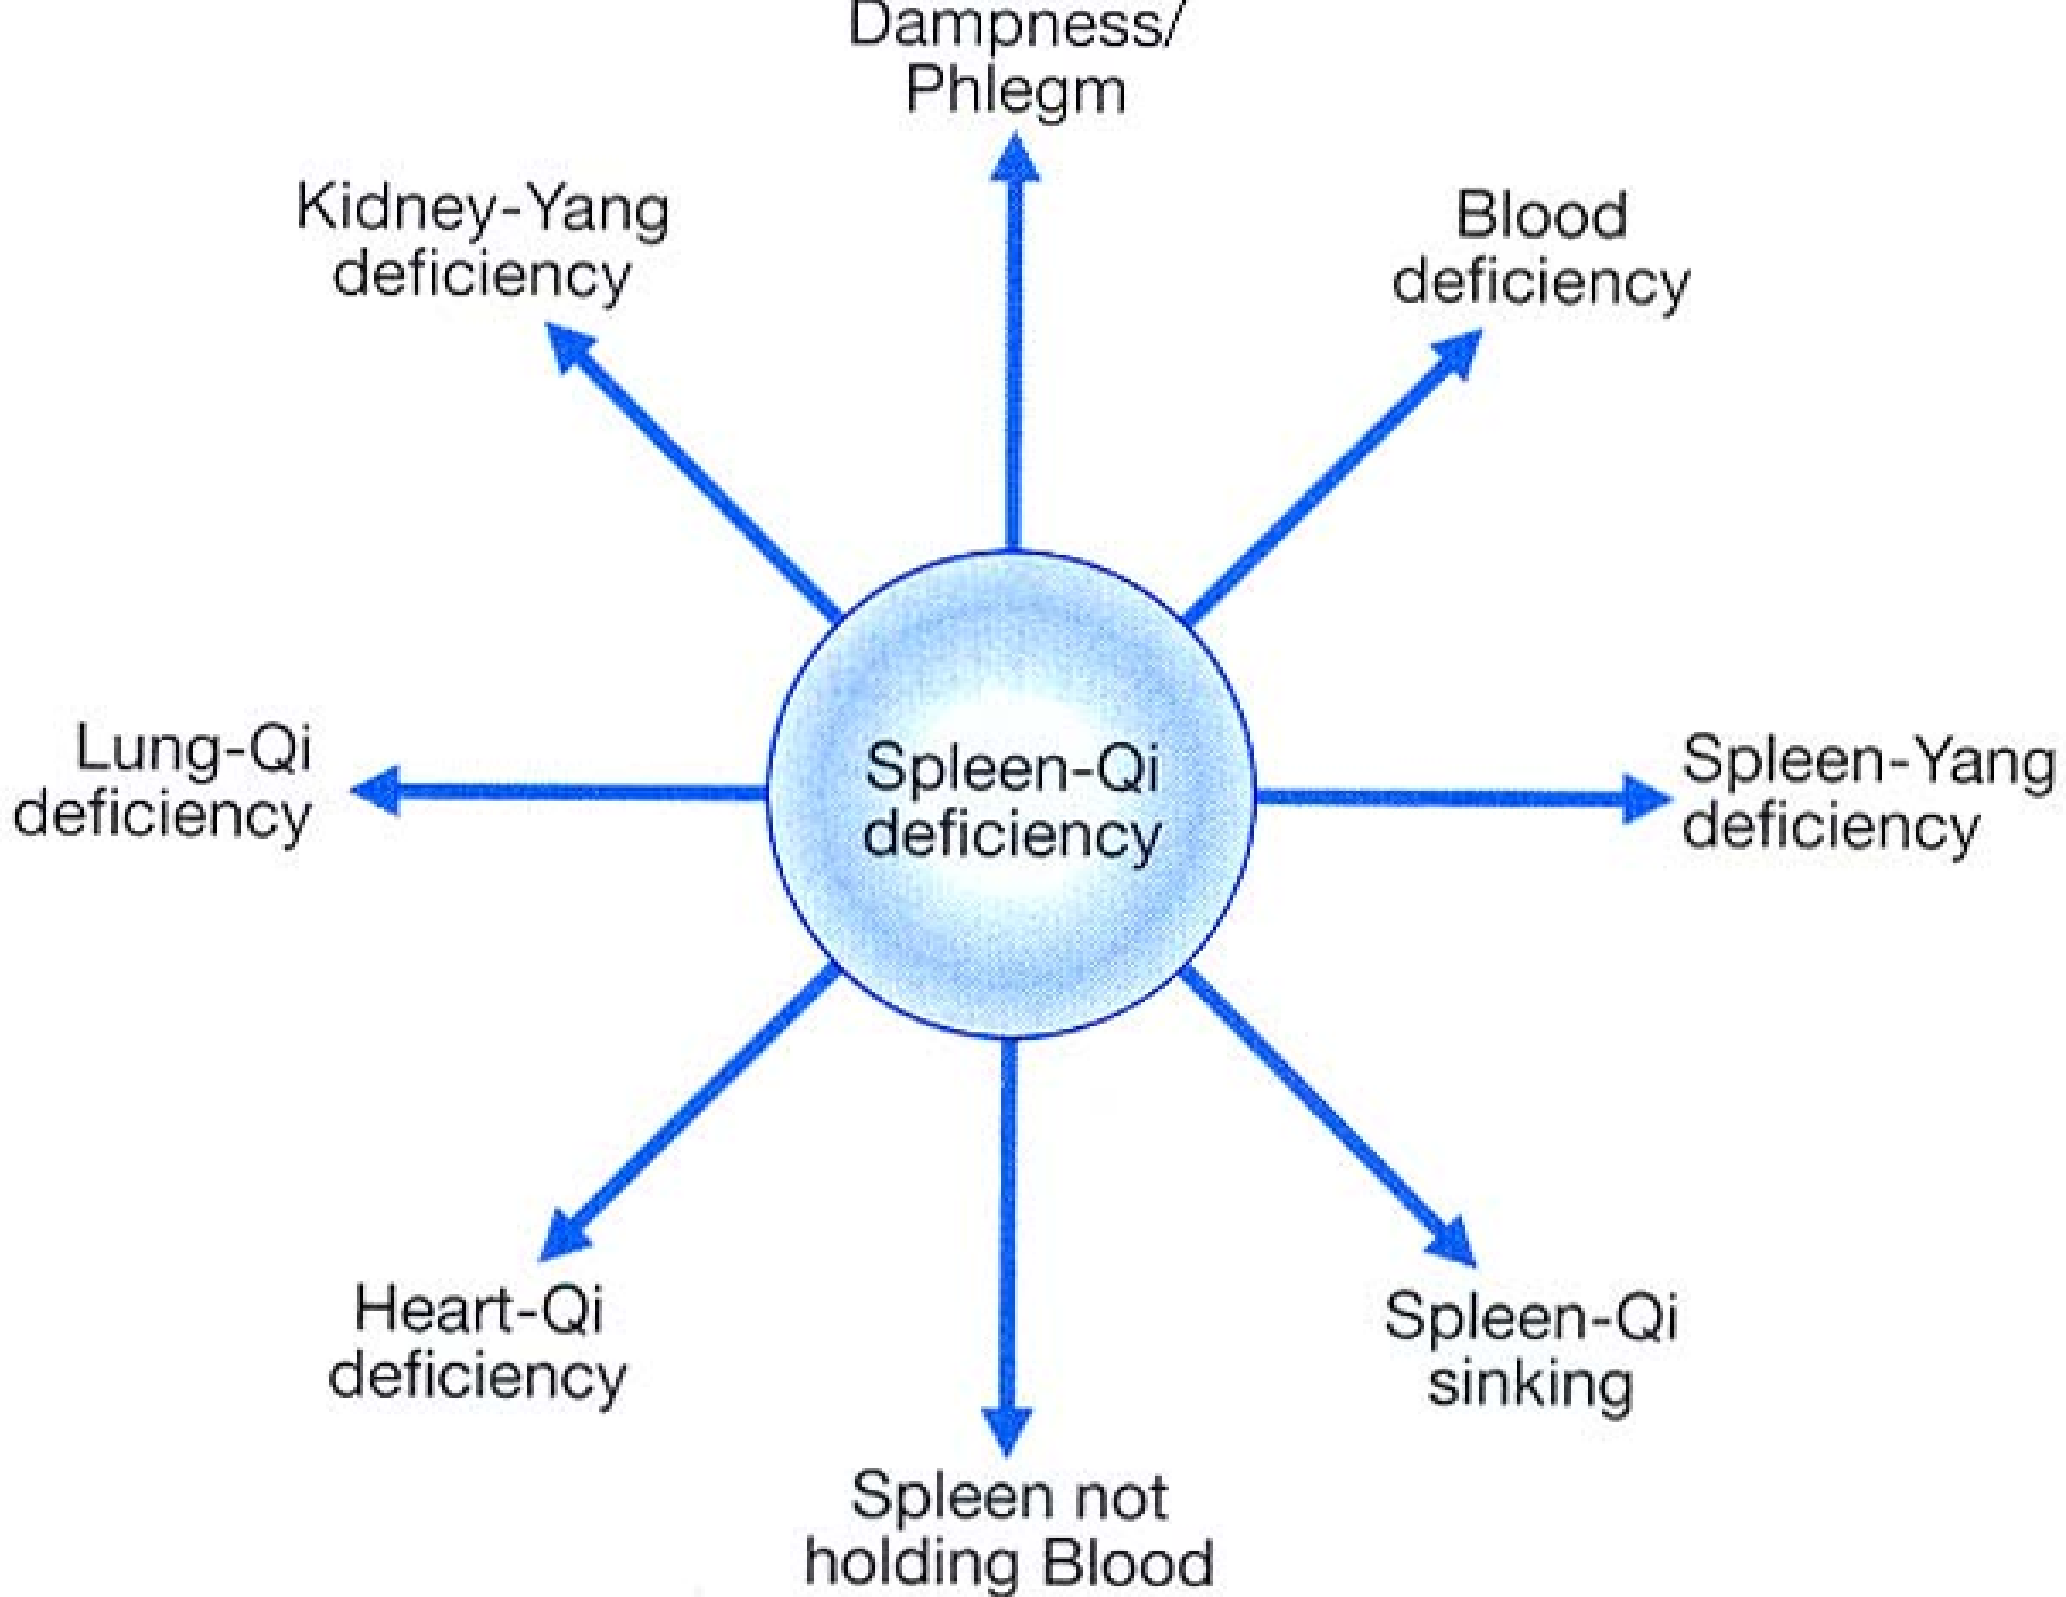 Dampness/
Phlegm
Kidney-Yang
deficiency
Blood
deficiency
Lung-Qi
deficiency
Spleen-Qi
deficiency
Spleen-Yang
deficiency
Heart-Qi
deficiency
Spleen-Qi
sinking
Spleen not
holding Blood